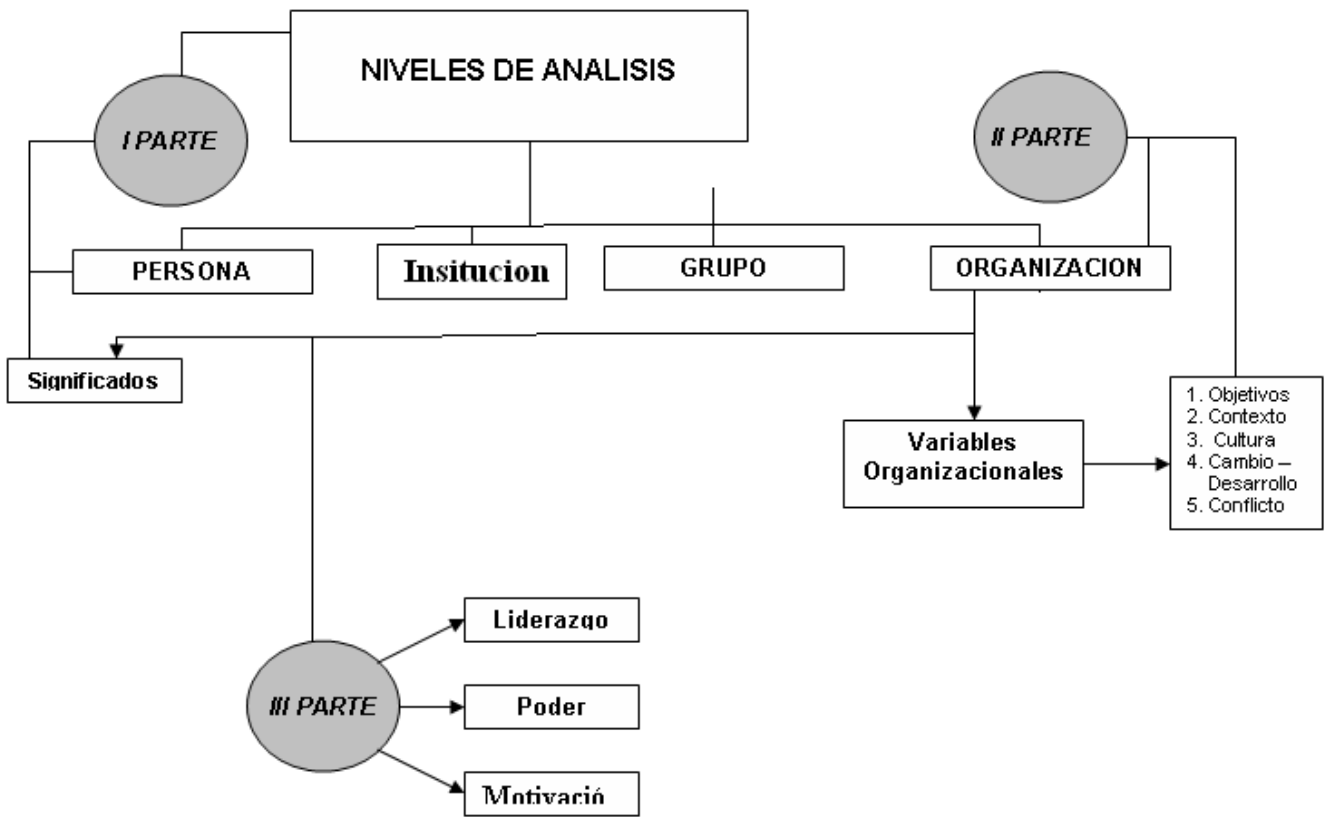 NIVELES DE ANALISIS
I PARTE
II PARTE
PERSONA
Insitucion
GRUPO
ORGANIZACION
Significados
Variables
Organizacionales
1. Objetivos
2. Contexto
3. Cultura
4. Cambio –
Desarrollo
5. Conflicto
III PARTE
Liderazgo
Poder
Motivació